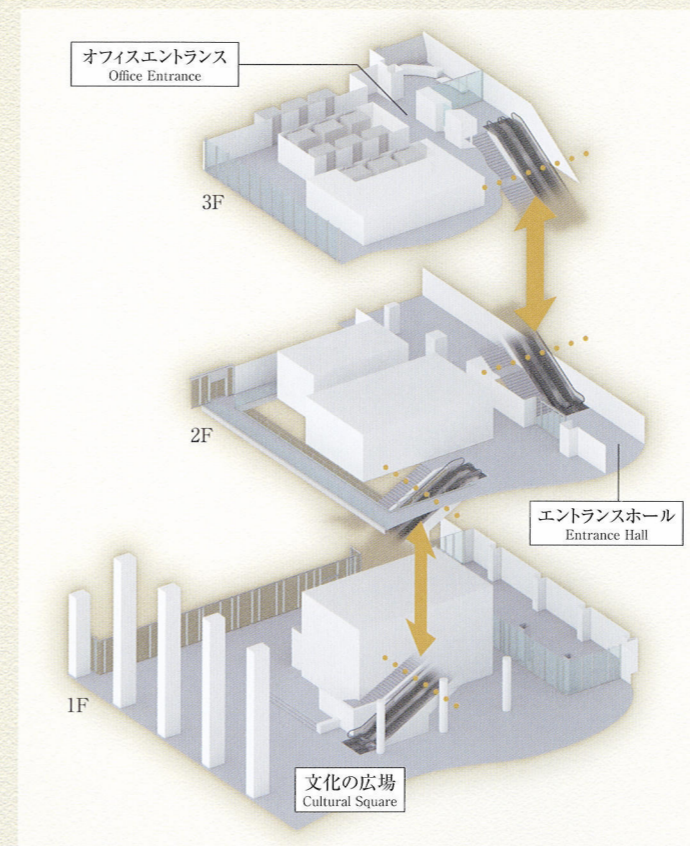 オフィスエントランス
Office Entrance
3F
2F
エントランスホール
Entrance Hall
1F
文化の広場
Cultural Square